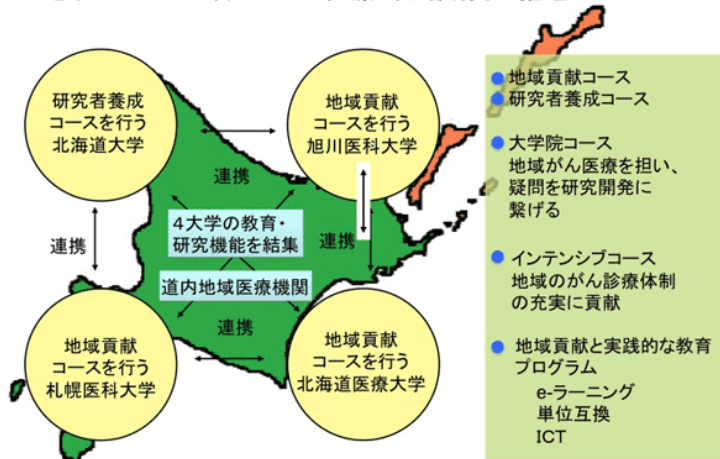 研究者養成
コースを行う
北海道大学
地域貢献
コースを行う
旭川医科大学
連携
連携
4大学の教育・
研究機能を結集
連携
道内地域医療機関
連携
地域貢献
コースを行う
札幌医科大学
地域貢献
コースを行う
北海道医療大学
● 地域貢献コース
● 研究者養成コース
● 大学院コース
地域がん医療を担い、
疑問を研究開発に
繋げる
● インテンシブコース
地域のがん診療体制
の充実に貢献
● 地域貢献と実践的な教育
プログラム
e-ラーニング
単位互換
ICT